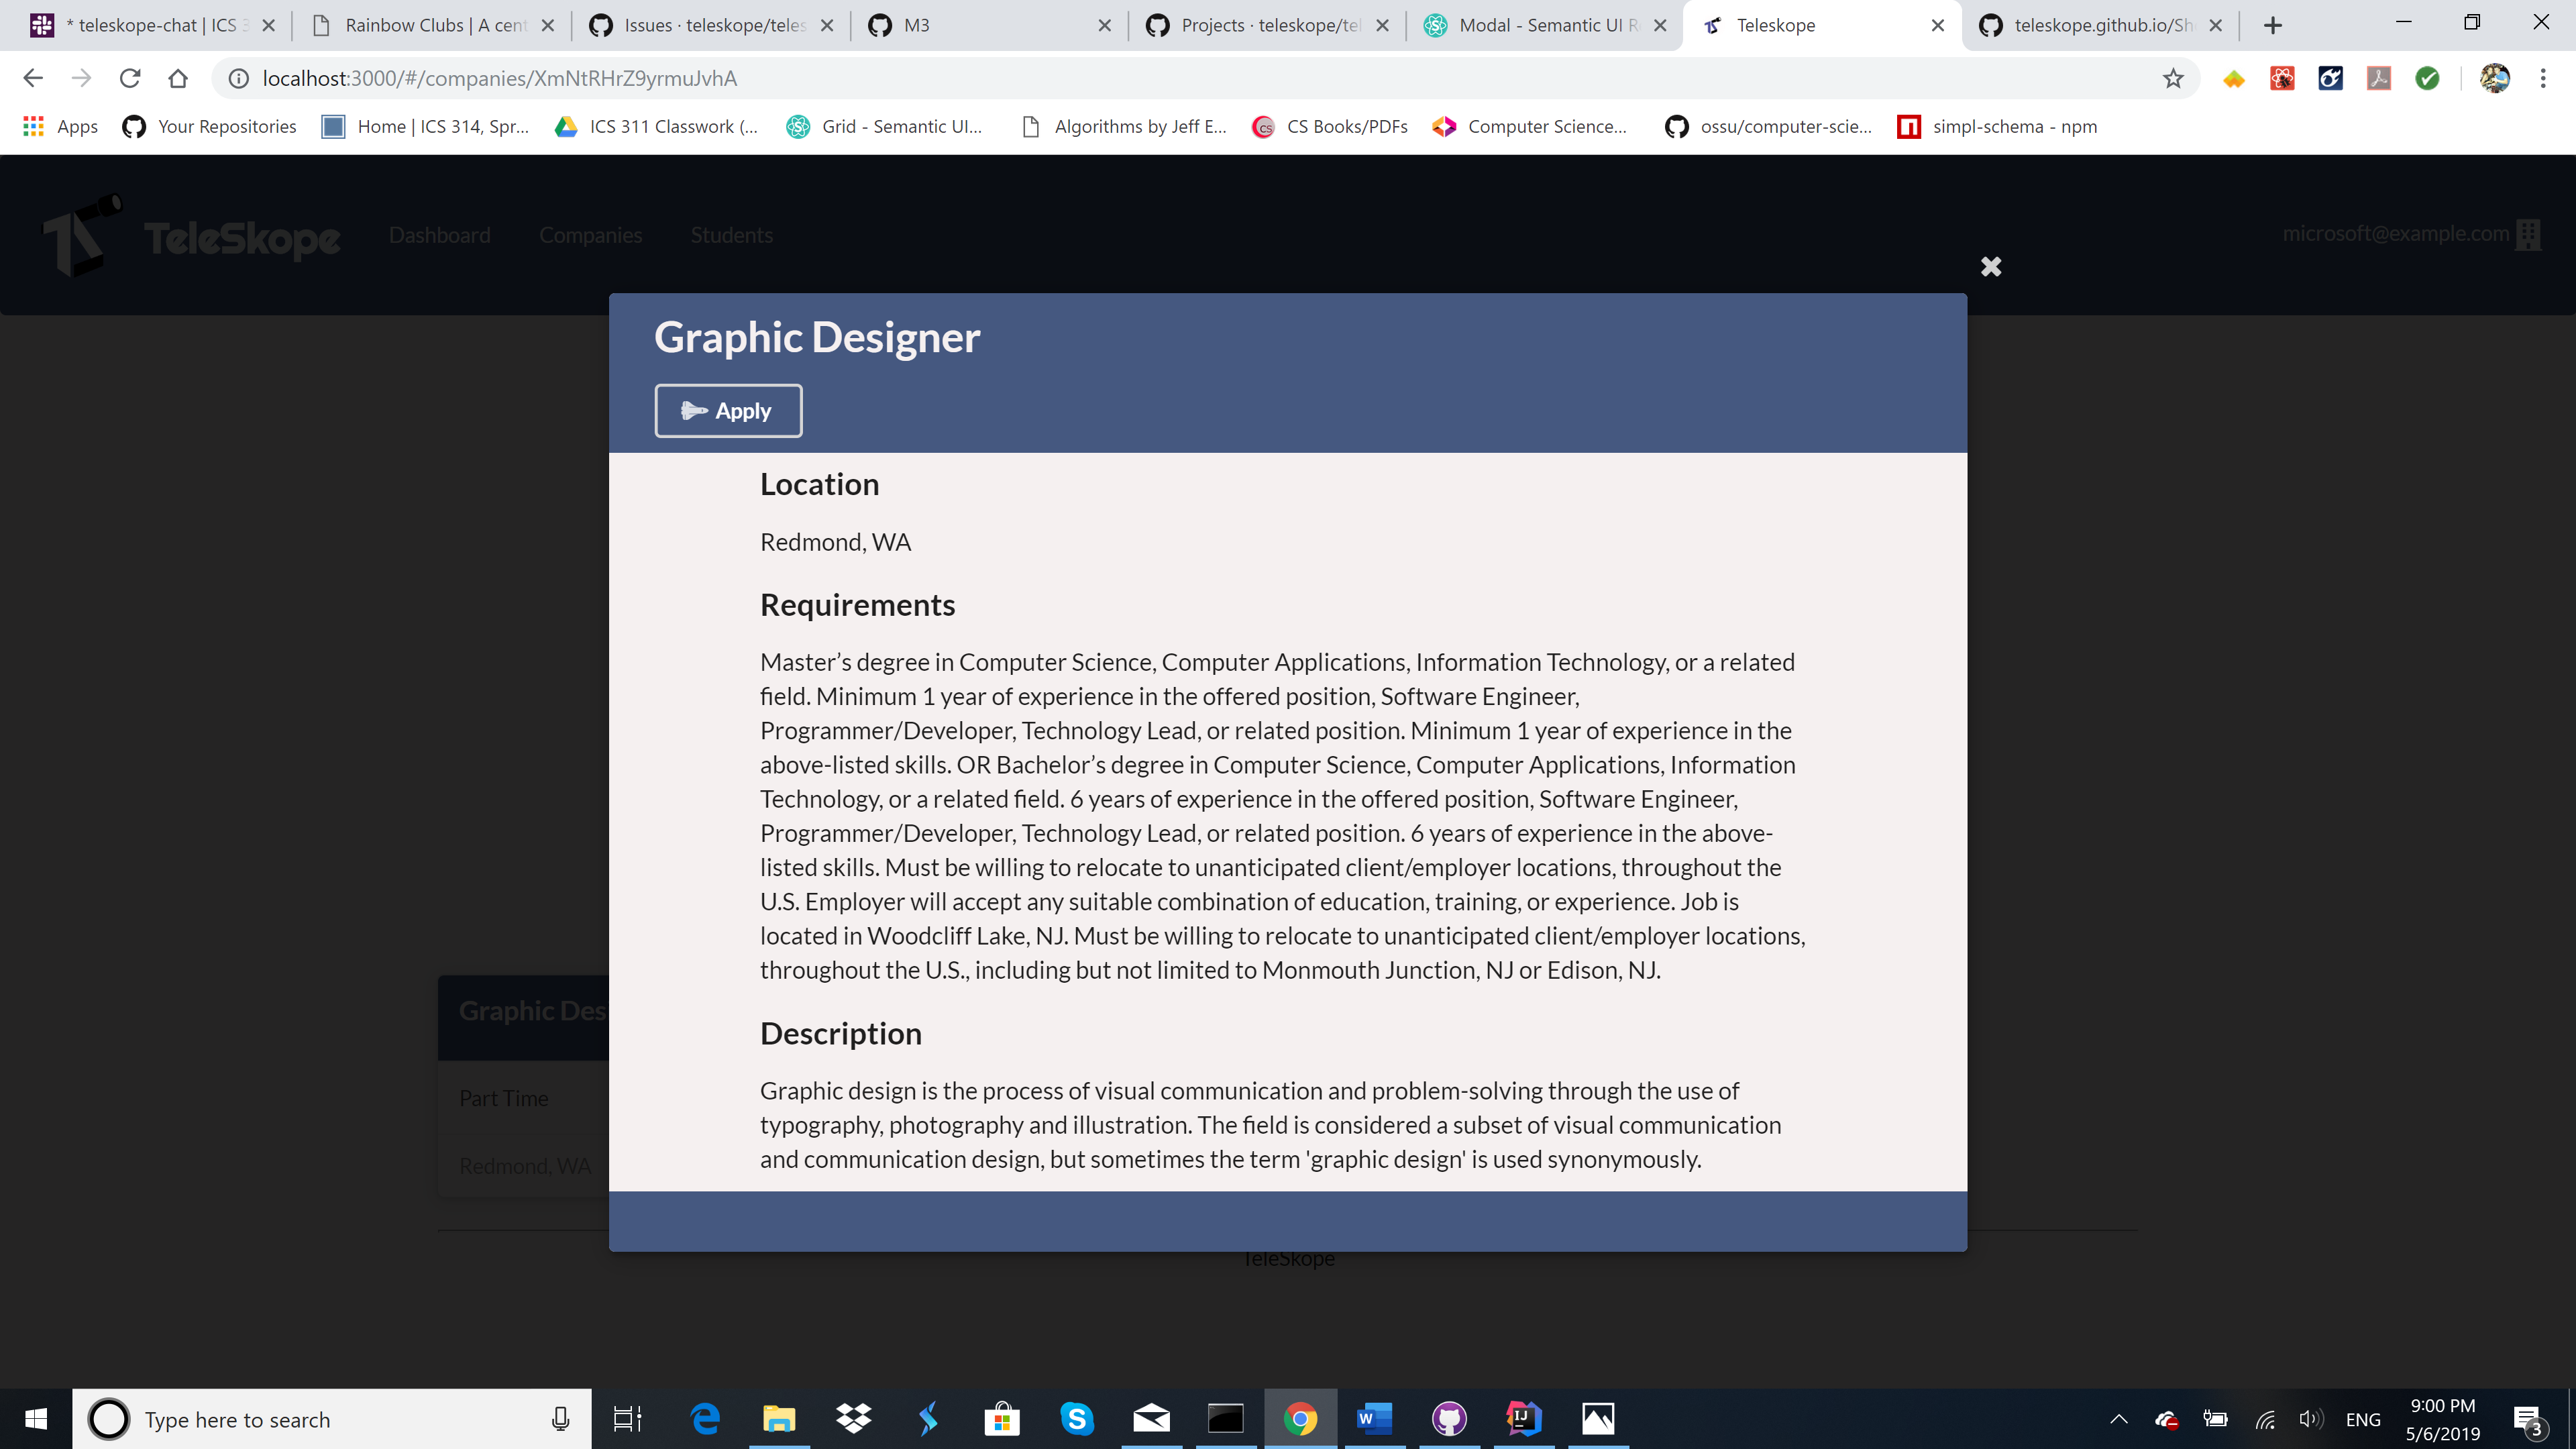 * teleskope-chat | ICS 3
Rainbow Clubs | A cent
Issues · teleskope/teles
M3
Projects · teleskope/tel
Modal - Semantic UI R
Teleskope
teleskope.github.io/Sh
localhost:3000/#/companies/XmNtRHrZ9yrmuJvhA
Apps
Your Repositories
Home | ICS 314, Spr...
ICS 311 Classwork (...
Grid - Semantic UI...
Algorithms by Jeff E...
CS Books/PDFs
Computer Science...
ossu/computer-scie...
simpl-schema - npm
TeleSkope
Dashboard
Companies
Students
microsoft@example.com
Graphic Designer
Apply
Location
Redmond, WA
Requirements
Master’s degree in Computer Science, Computer Applications, Information Technology, or a related
field. Minimum 1 year of experience in the offered position, Software Engineer,
Programmer/Developer, Technology Lead, or related position. Minimum 1 year of experience in the
above-listed skills. OR Bachelor’s degree in Computer Science, Computer Applications, Information
Technology, or a related field. 6 years of experience in the offered position, Software Engineer,
Programmer/Developer, Technology Lead, or related position. 6 years of experience in the above-
listed skills. Must be willing to relocate to unanticipated client/employer locations, throughout the
U.S. Employer will accept any suitable combination of education, training, or experience. Job is
located in Woodcliff Lake, NJ. Must be willing to relocate to unanticipated client/employer locations,
throughout the U.S., including but not limited to Monmouth Junction, NJ or Edison, NJ.
Description
Graphic design is the process of visual communication and problem-solving through the use of
typography, photography and illustration. The field is considered a subset of visual communication
and communication design, but sometimes the term 'graphic design' is used synonymously.
Graphic Des
Part Time
Redmond, WA
TeleSkope
Type here to search
ENG
9:00 PM
5/6/2019
3